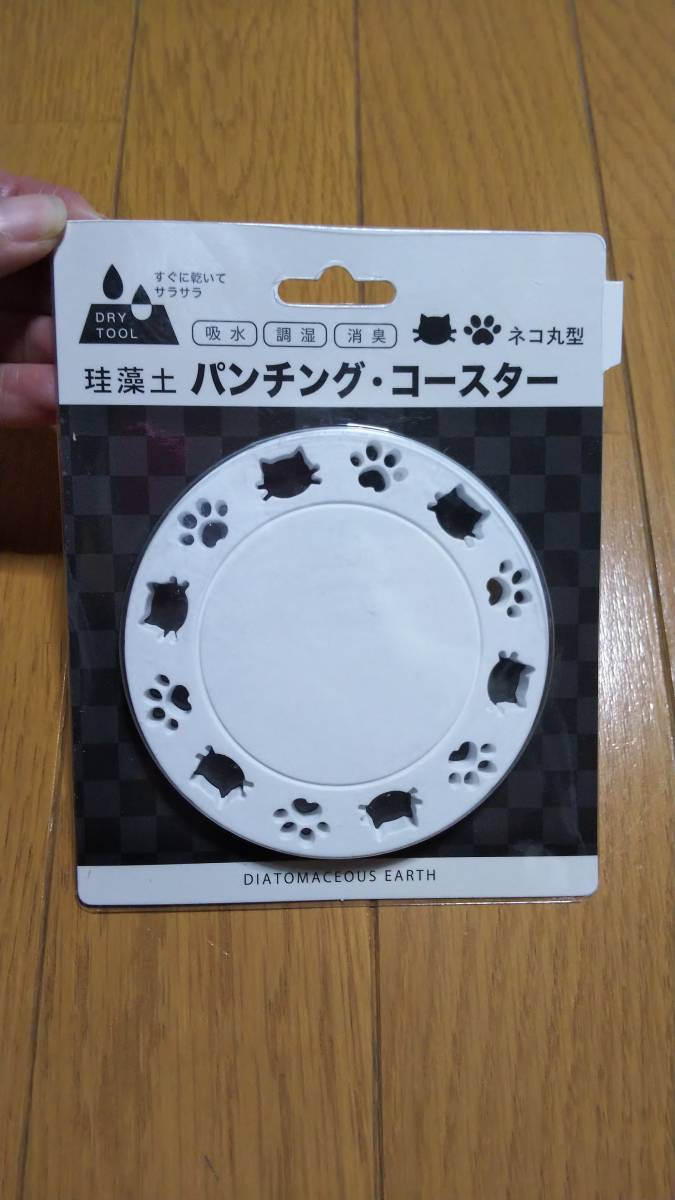 すぐに乾いて
サラサラ
DRY
TOOL
吸水 調湿 消臭 ネコ丸型
珪藻土 パンチング・コースター
DIATOMACEOUS EARTH